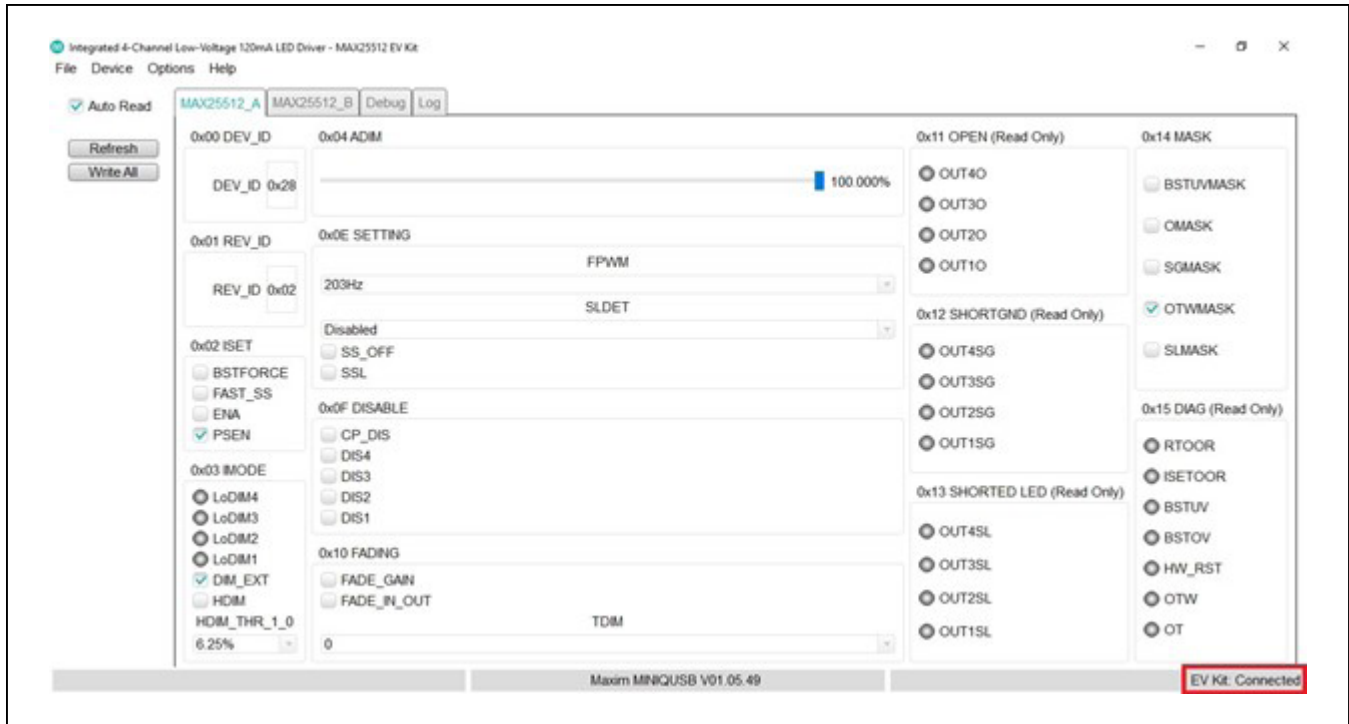 Integrated 4-Channel Low-Voltage 120mA LED Driver - MAX25512 EV Kit
File Device Options Help
Auto Read
Refresh
Write All
MAX25512_A MAX25512_B Debug Log
0x00 DEV_ID
DEV_ID 0x28
0x01 REV_ID
REV_ID 0x02
0x02 ISET
BSTFORCE
FAST_SS
ENA
PSEN
0x03 IMODE
LoDIM4
LoDIM3
LoDIM2
LoDIM1
DIM_EXT
HDIM
HDIM_THR_1_0
6.25%
0x04 ADIM
100.000%
0x0E SETTING
FPWM
203Hz
SLDET
Disabled
SS_OFF
SSL
0x0F DISABLE
CP_DIS
DIS4
DIS3
DIS2
DIS1
0x10 FADING
FADE_GAIN
FADE_IN_OUT
TDIM
0
0x11 OPEN (Read Only)
OUT4O
OUT3O
OUT2O
OUT1O
0x12 SHORTGND (Read Only)
OUT4SG
OUT3SG
OUT2SG
OUT1SG
0x13 SHORTED LED (Read Only)
OUT4SL
OUT3SL
OUT2SL
OUT1SL
0x14 MASK
BSTUVMASK
OMASK
SGMASK
OTWMASK
SLMASK
0x15 DIAG (Read Only)
RTOOR
ISETOOR
BSTUV
BSTOV
HW_RST
OTW
OT
Maxim MINIQUSB V01.05.49
EV Kit: Connected